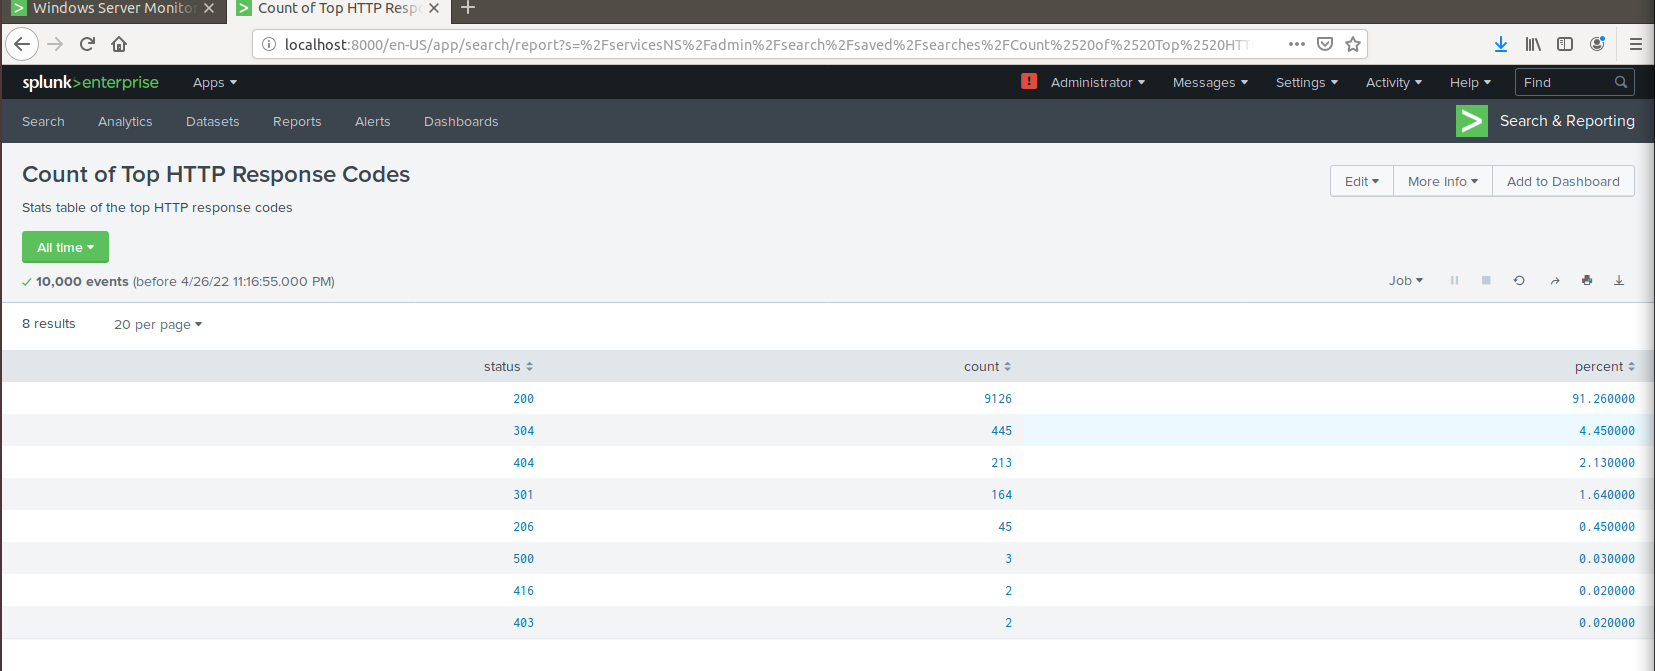 Windows Server Monito
Count of Top HTTP Resp
localhost:8000/en-US/app/search/report?s=%2FservicesNS%2Fadmin%2Fsearch%2Fsaved%2Fsearches%2FCount%2520of%2520Top%2520HTT
splunk>enterprise Apps Administrator Messages Settings Activity Help Find
Search Analytics Datasets Reports Alerts Dashboards Search & Reporting
Count of Top HTTP Response Codes
Edit More Info Add to Dashboard
Stats table of the top HTTP response codes
All time
10,000 events (before 4/26/22 11:16:55.000 PM)
Job
8 results 20 per page
status count percent
200 9126 91.260000
304 445 4.450000
404 213 2.130000
301 164 1.640000
206 45 0.450000
500 3 0.030000
416 2 0.020000
403 2 0.020000